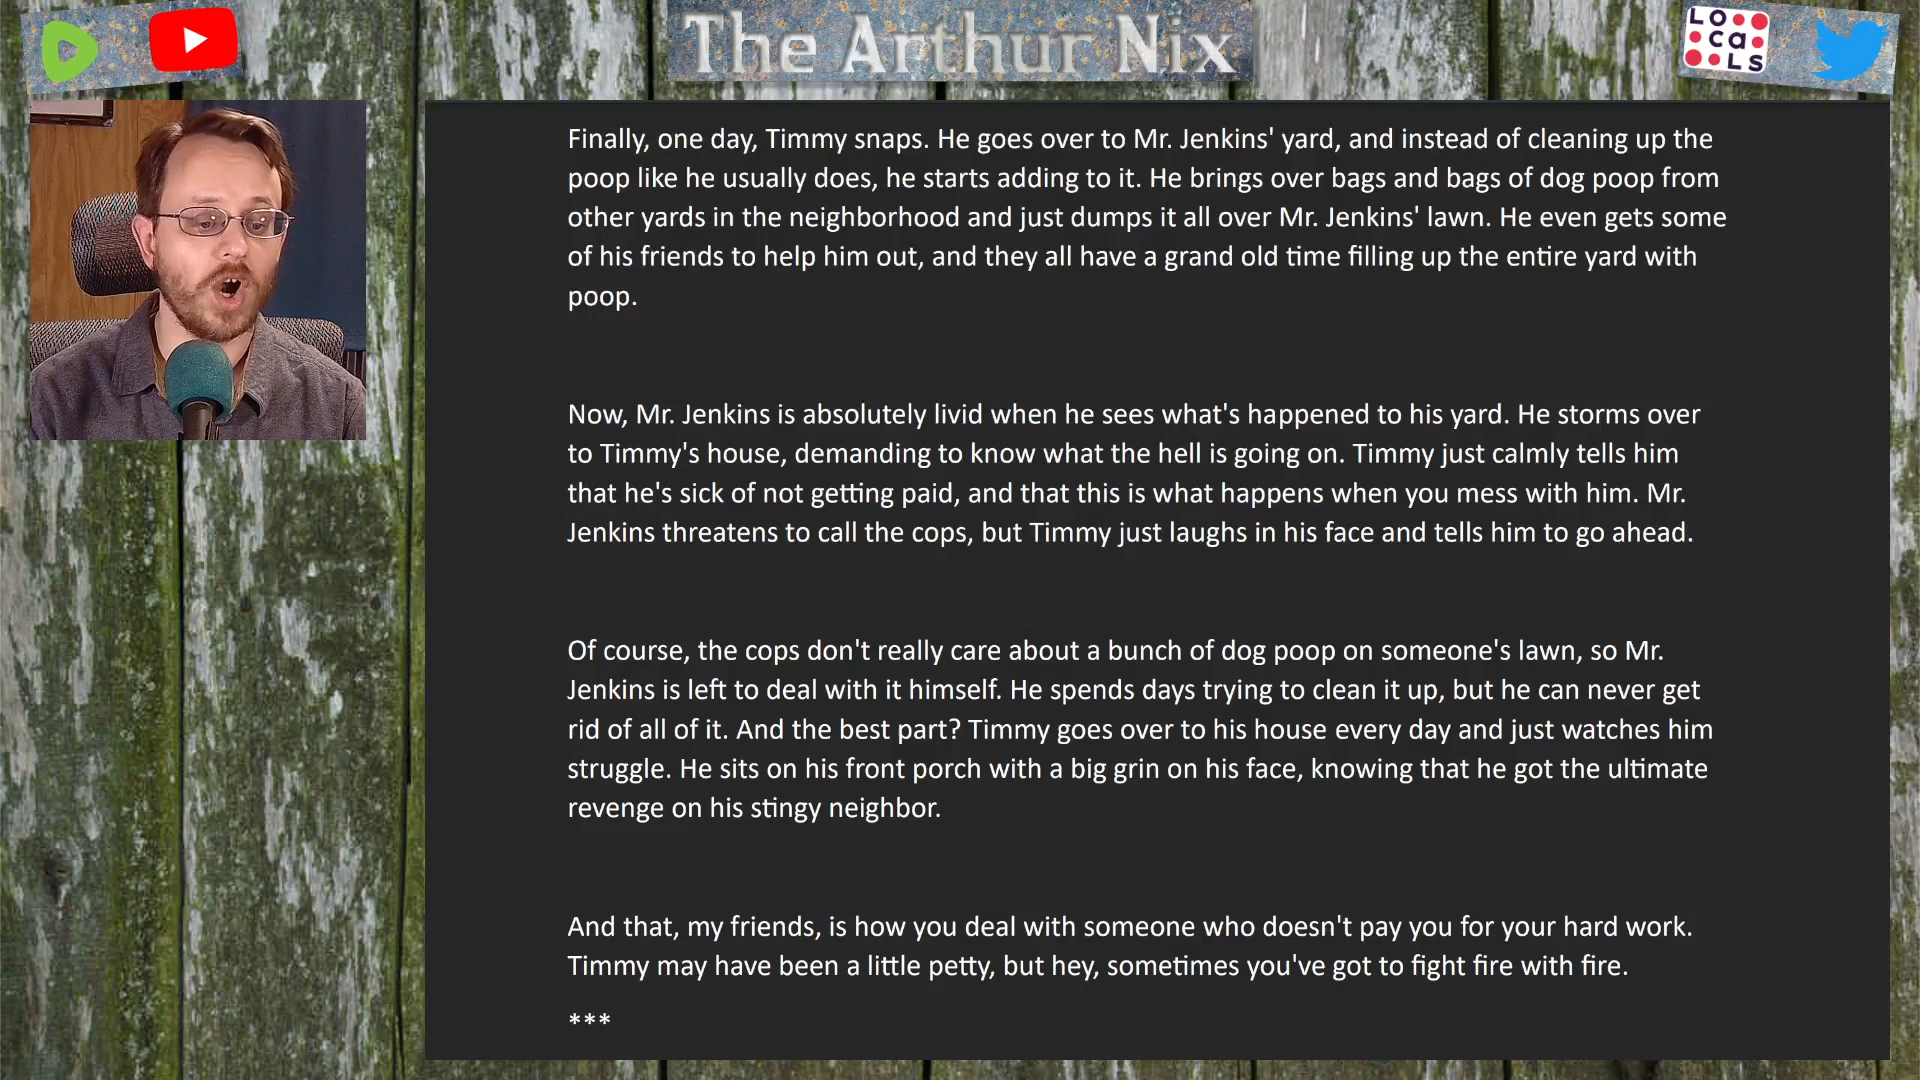 The Arthur Nix
LOcaLS
Finally, one day, Timmy snaps. He goes over to Mr. Jenkins' yard, and instead of cleaning up the
poop like he usually does, he starts adding to it. He brings over bags and bags of dog poop from
other yards in the neighborhood and just dumps it all over Mr. Jenkins' lawn. He even gets some
of his friends to help him out, and they all have a grand old time filling up the entire yard with
poop.
Now, Mr. Jenkins is absolutely livid when he sees what's happened to his yard. He storms over
to Timmy's house, demanding to know what the hell is going on. Timmy just calmly tells him
that he's sick of not getting paid, and that this is what happens when you mess with him. Mr.
Jenkins threatens to call the cops, but Timmy just laughs in his face and tells him to go ahead.
Of course, the cops don't really care about a bunch of dog poop on someone's lawn, so Mr.
Jenkins is left to deal with it himself. He spends days trying to clean it up, but he can never get
rid of all of it. And the best part? Timmy goes over to his house every day and just watches him
struggle. He sits on his front porch with a big grin on his face, knowing that he got the ultimate
revenge on his stingy neighbor.
And that, my friends, is how you deal with someone who doesn't pay you for your hard work.
Timmy may have been a little petty, but hey, sometimes you've got to fight fire with fire.
***